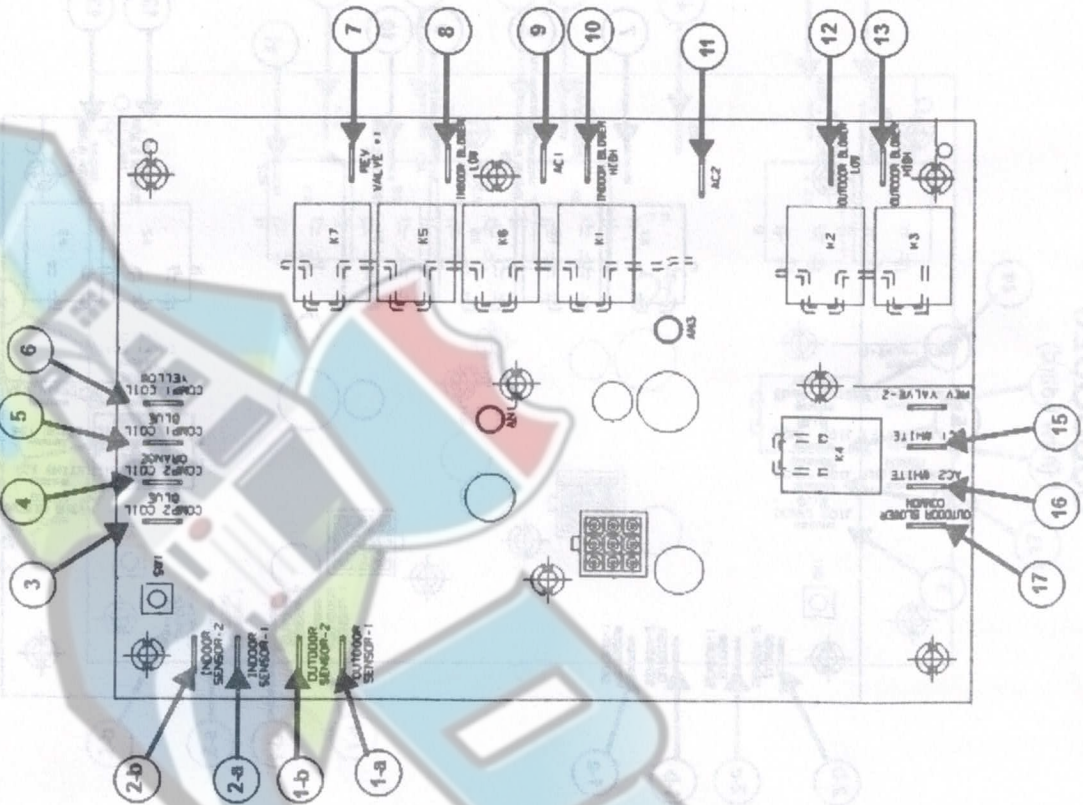 7
8
9
10
11
12
13
REV
VALVE #1
INDOOR BLOWER
LOW
AC1
INDOOR BLOWER
HIGH
AC2
OUTDOOR BLOWER
LOW
OUTDOOR BLOWER
HIGH
K7
K5
K6
K1
K2
K3
AN3
AN1
6
5
4
3
YELLOW
COMP1 COIL
BLUE
COMP1 COIL
ORANGE
COMP2 COIL
BLUE
COMP2 COIL
K4
REV VALVE-2
WHITE
AC2 WHITE
OUTDOOR BLOWER
COMMON
15
16
17
INDOOR
SENSOR-2
INDOOR
SENSOR-1
OUTDOOR
SENSOR-2
OUTDOOR
SENSOR-1
2-b
2-a
1-b
1-a